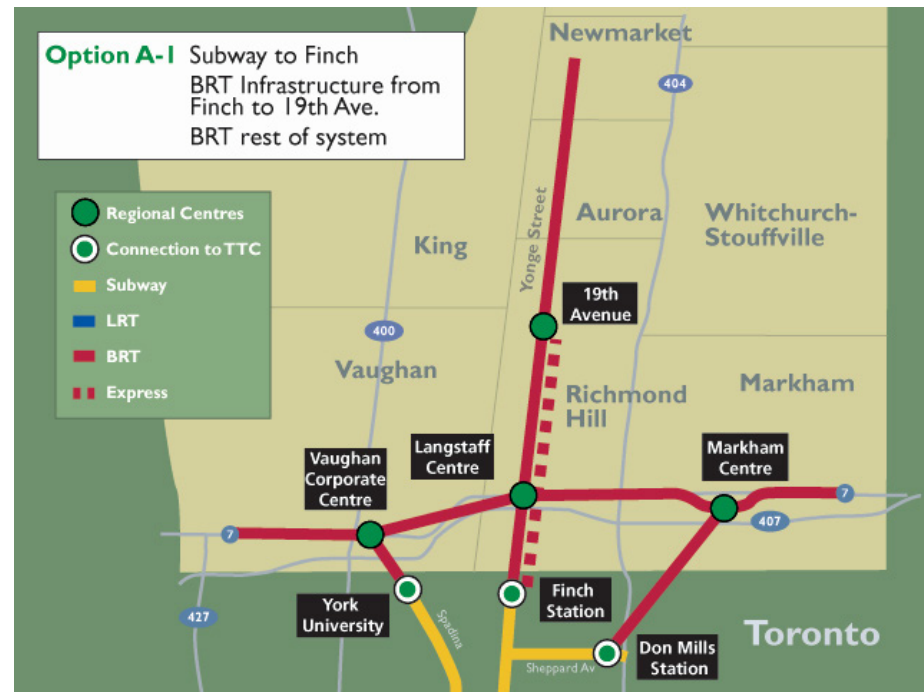 Option A-1 Subway to Finch
BRT Infrastructure from
Finch to 19th Ave.
BRT rest of system
Regional Centres
Connection to TTC
Subway
LRT
BRT
Express
Newmarket
404
Yonge Street
Aurora
Whitchurch-
Stouffville
King
19th
Avenue
400
Vaughan
Richmond
Hill
Markham
Langstaff
Centre
Markham
Centre
Vaughan
Corporate
Centre
7
7
407
427
York
University
Spadina
Finch
Station
Sheppard Av
Don Mills
Station
Toronto